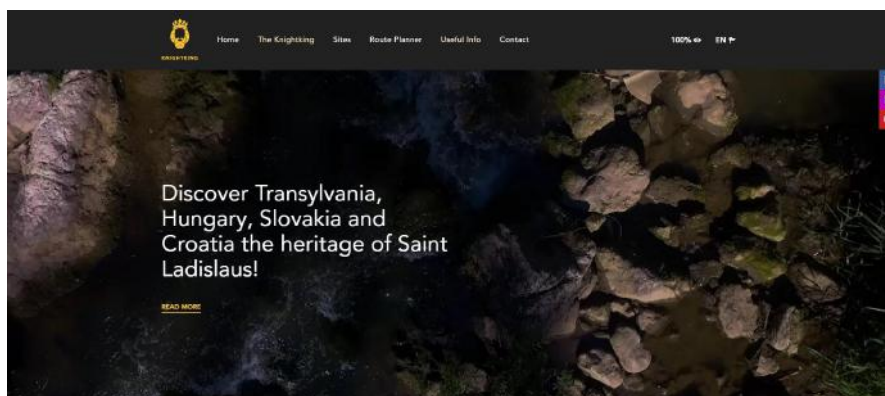 Home The Knightking Sites Route Planner Useful Info Contact 100% EN
KNIGHTKING
Discover Transylvania,
Hungary, Slovakia and
Croatia the heritage of Saint
Ladislaus!
READ MORE